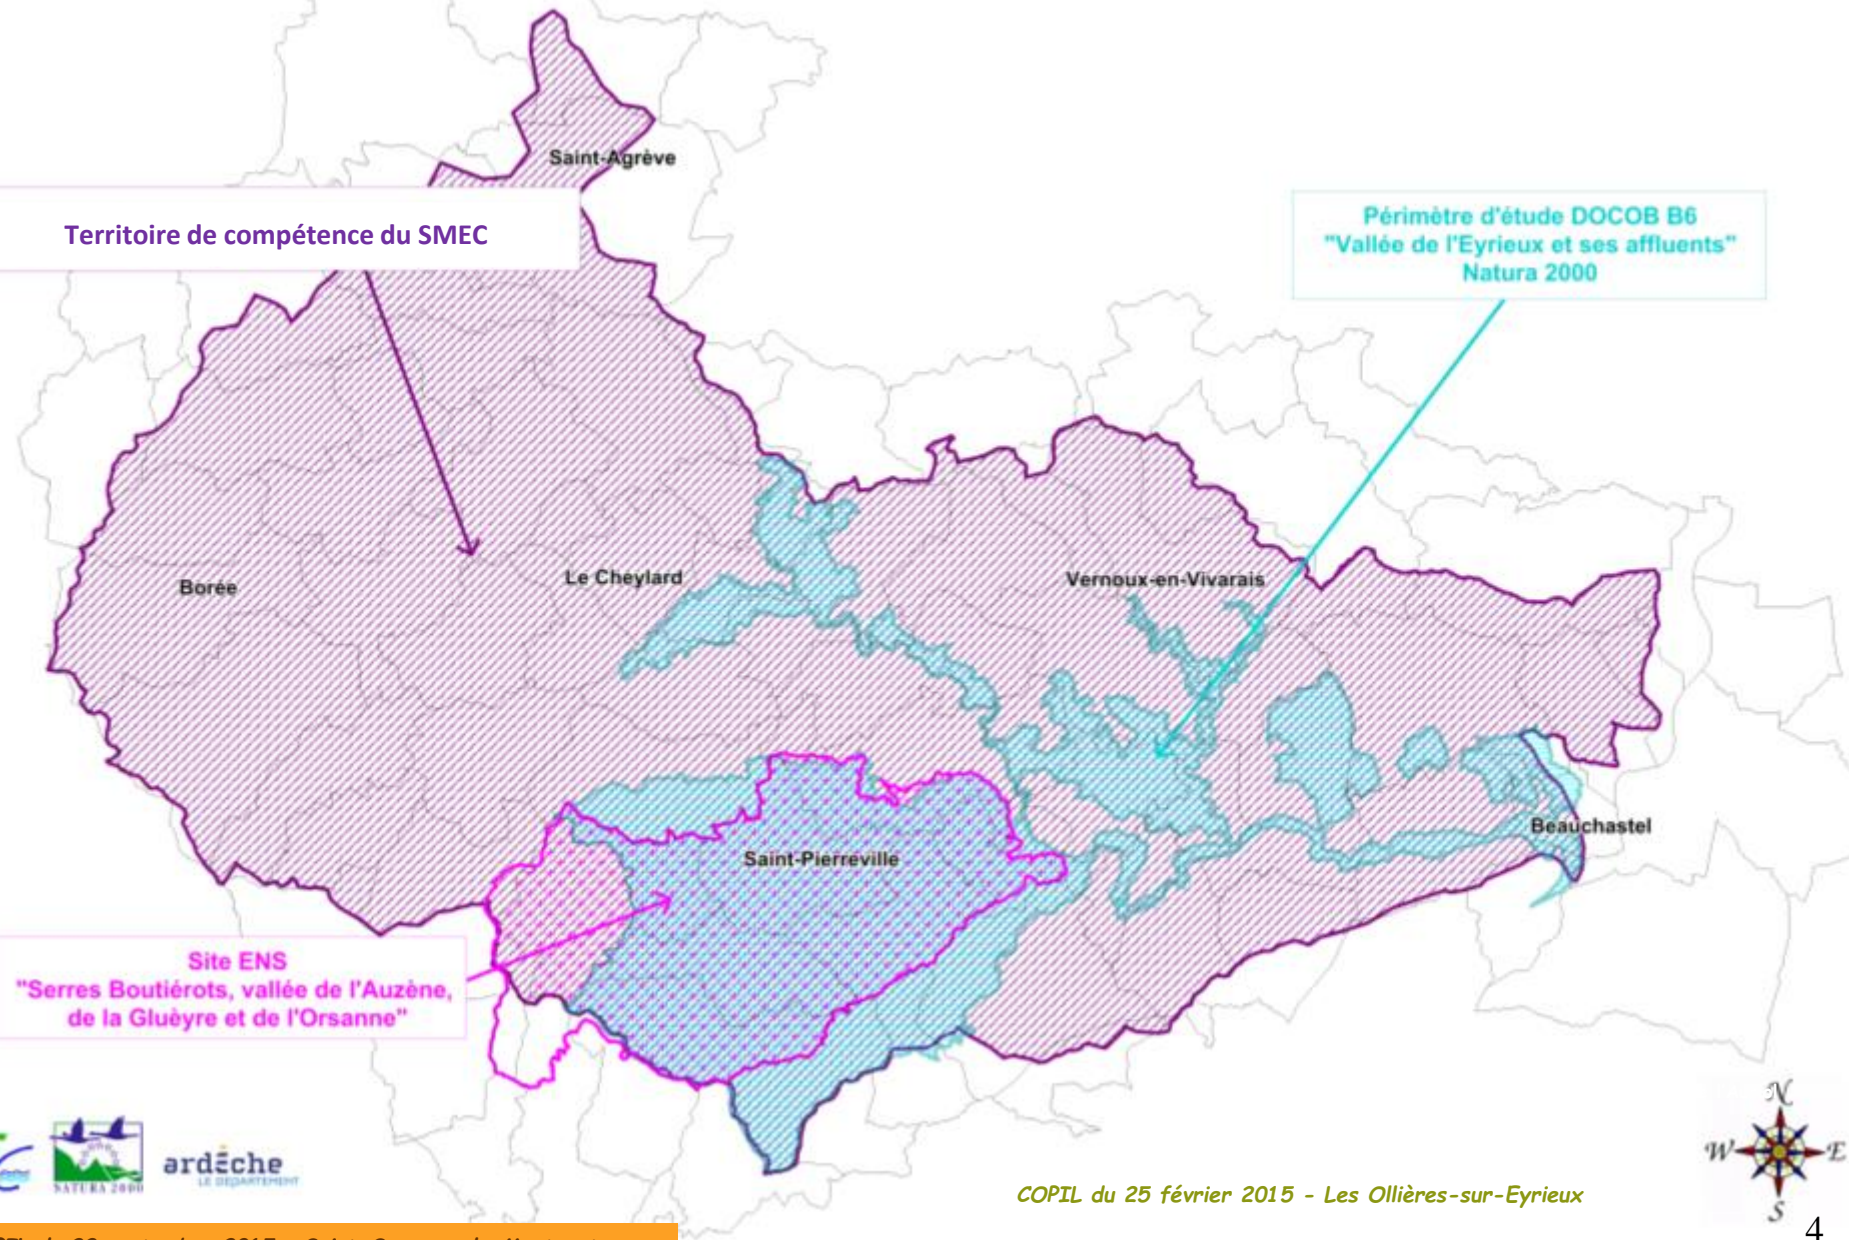 Saint-Agrève
Territoire de compétence du SMEC
Périmètre d'étude DOCOB B6
"Vallée de l'Eyrieux et ses affluents"
Natura 2000
Borée
Le Cheylard
Vernoux-en-Vivarais
Beauchastel
Saint-Pierreville
Site ENS
"Serres Boutiérots, vallée de l'Auzène,
de la Gluèyre et de l'Orsanne"
N
W
E
S
NATURA 2000
ardèche
LE DÉPARTEMENT
COPIL du 25 février 2015 - Les Ollières-sur-Eyrieux
4